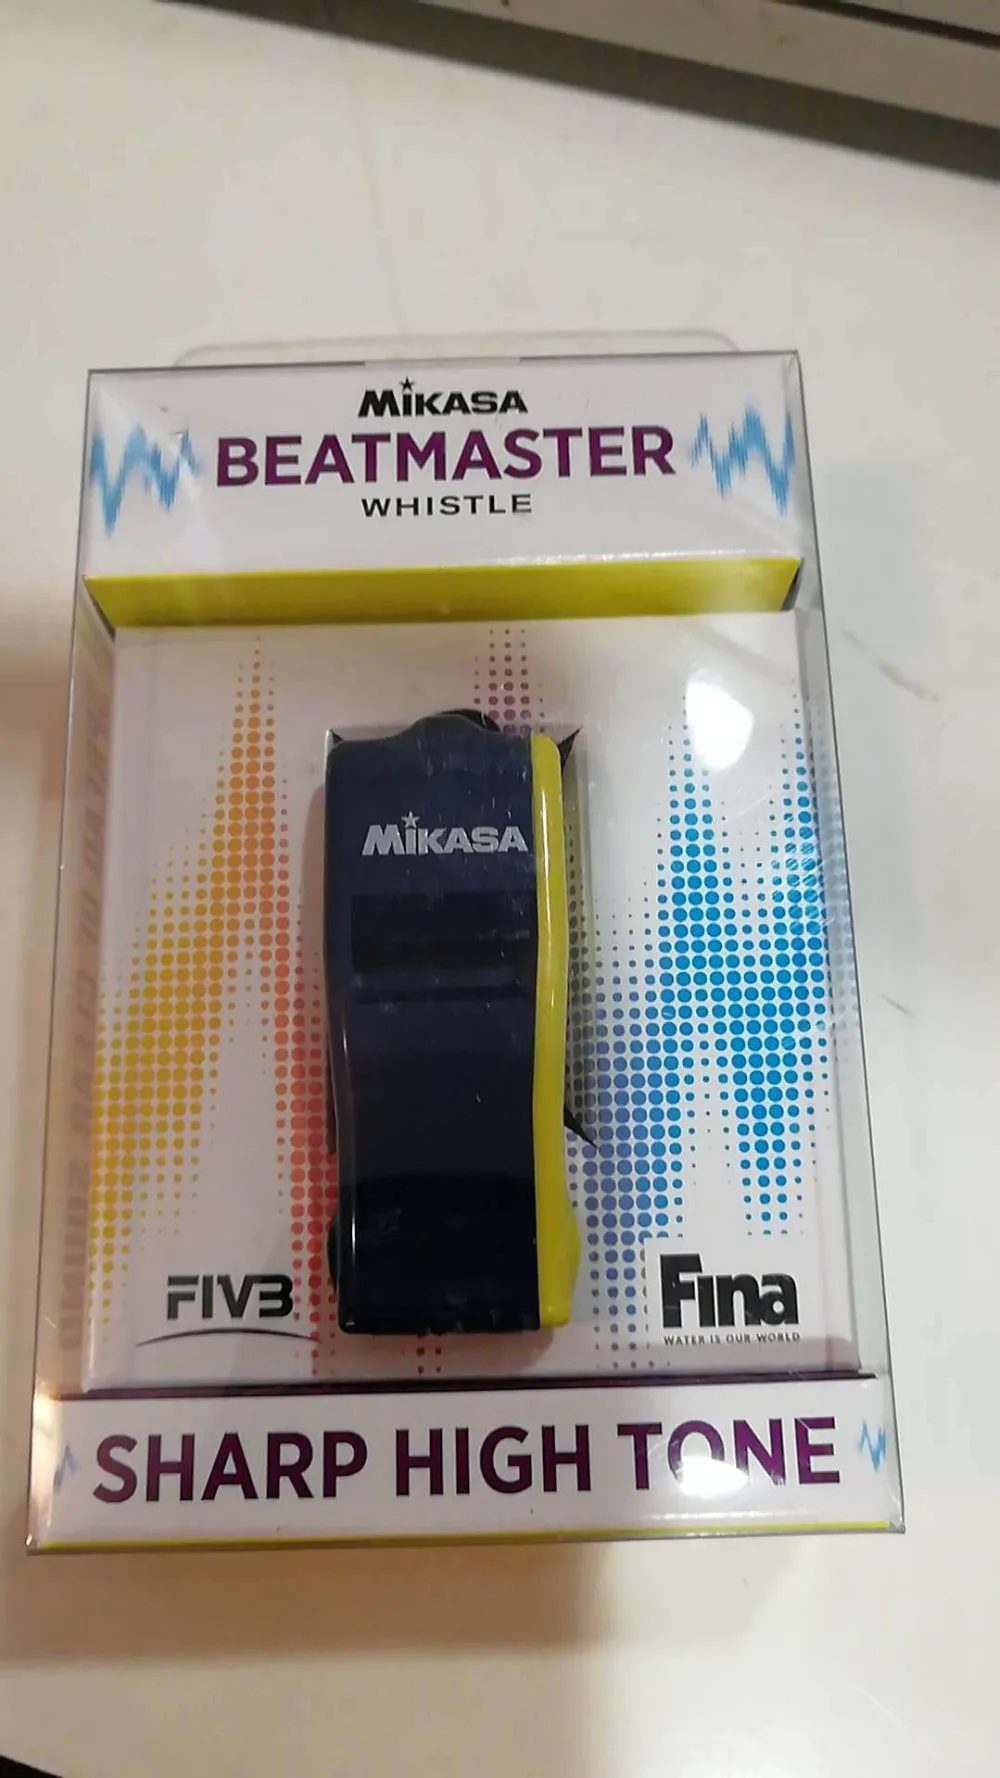 MiKASA
BEATMASTER
WHISTLE
MiKASA
FIVB
Fina
WATER IS OUR WORLD
SHARP HIGH TONE